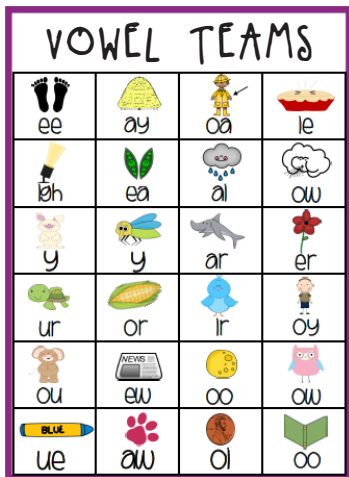 VOWEL TEAMS
ee ay oa ie
igh ea ai ow
y y ar er
ur or ir oy
NEWS
ou ew oo ow
BLUE
ue aw oi oo